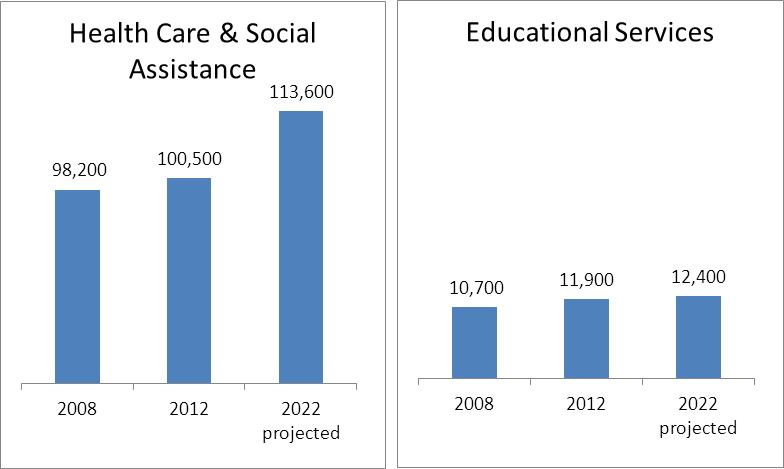 Health Care & Social
Assistance
113,600
100,500
98,200
2008
2012
2022
projected
Educational Services
12,400
11,900
10,700
2008
2012
2022
projected